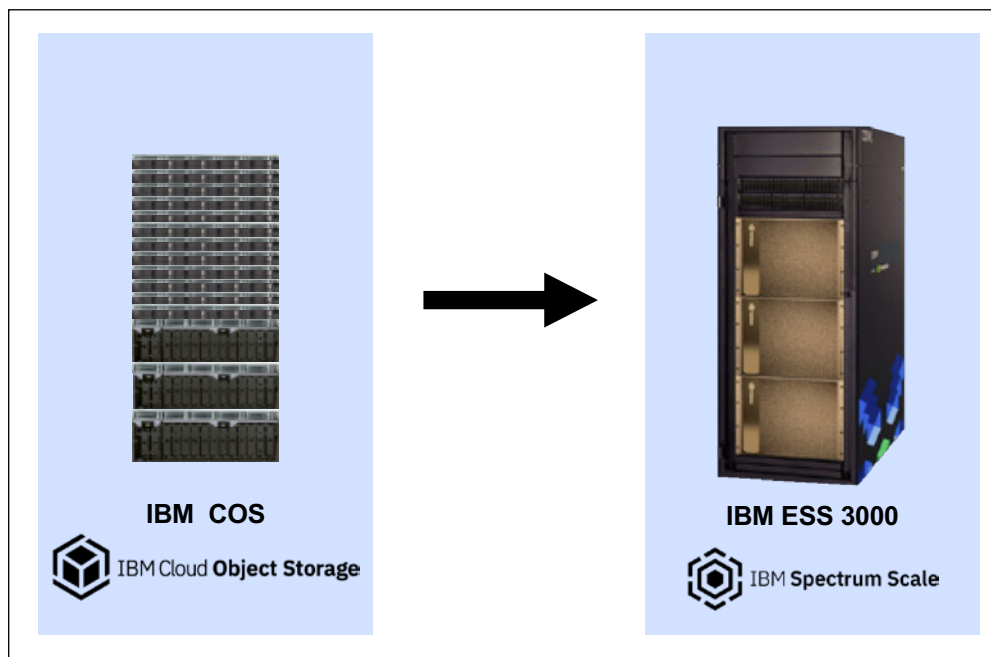 IBM COS
IBM Cloud Object Storage
IBM ESS 3000
IBM Spectrum Scale